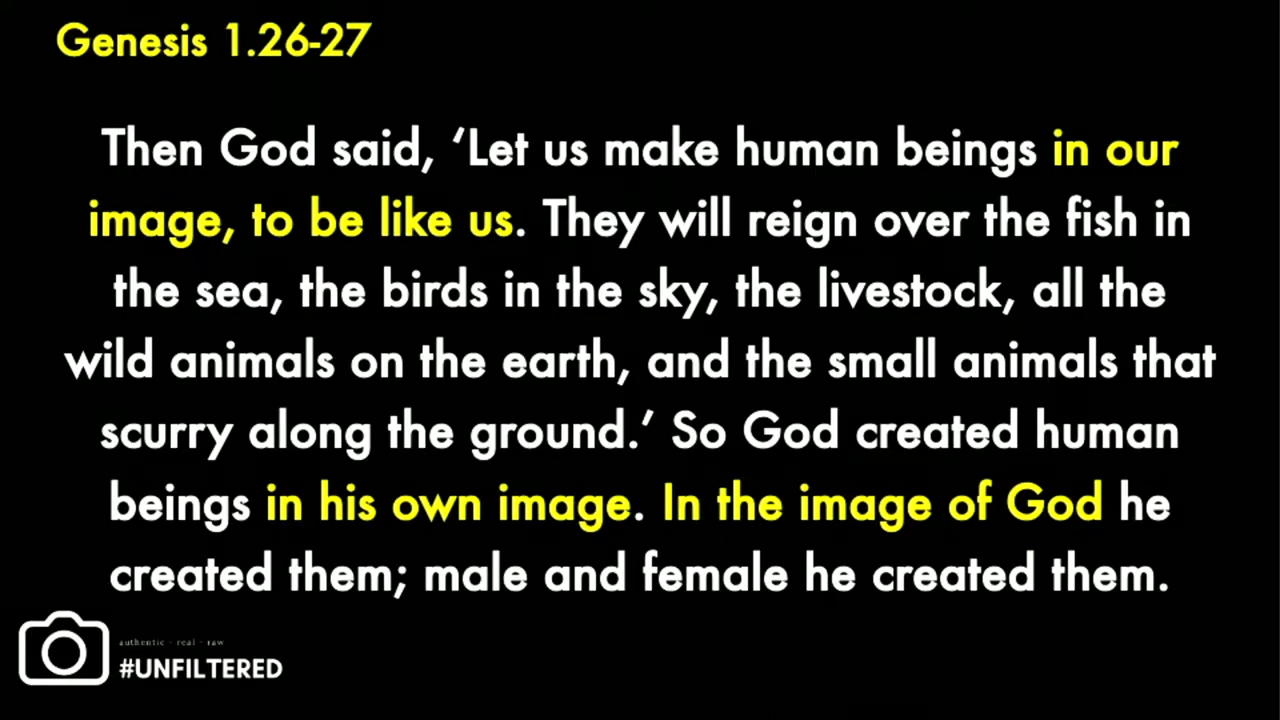 Genesis 1.26-27
Then God said, ‘Let us make human beings in our
image, to be like us. They will reign over the fish in
the sea, the birds in the sky, the livestock, all the
wild animals on the earth, and the small animals that
scurry along the ground.’ So God created human
beings in his own image. In the image of God he
created them; male and female he created them.
authentic - real - raw
#UNFILTERED